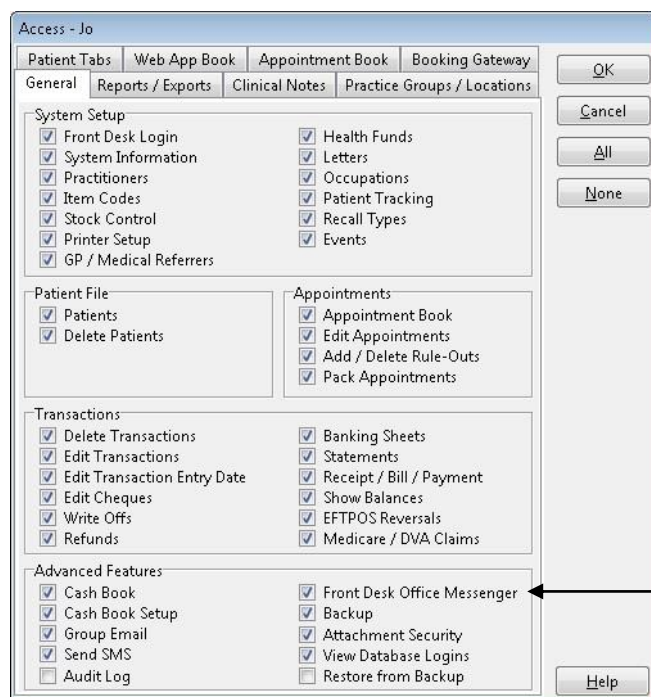 Access - Jo
Patient Tabs Web App Book Appointment Book Booking Gateway
General Reports / Exports Clinical Notes Practice Groups / Locations
OK
Cancel
All
None
System Setup
Front Desk Login
System Information
Practitioners
Item Codes
Stock Control
Printer Setup
GP / Medical Referrers
Health Funds
Letters
Occupations
Patient Tracking
Recall Types
Events
Patient File
Patients
Delete Patients
Appointments
Appointment Book
Edit Appointments
Add / Delete Rule-Outs
Pack Appointments
Transactions
Delete Transactions
Edit Transactions
Edit Transaction Entry Date
Edit Cheques
Write Offs
Refunds
Banking Sheets
Statements
Receipt / Bill / Payment
Show Balances
EFTPOS Reversals
Medicare / DVA Claims
Advanced Features
Cash Book
Cash Book Setup
Group Email
Send SMS
Audit Log
Front Desk Office Messenger
Backup
Attachment Security
View Database Logins
Restore from Backup
Help